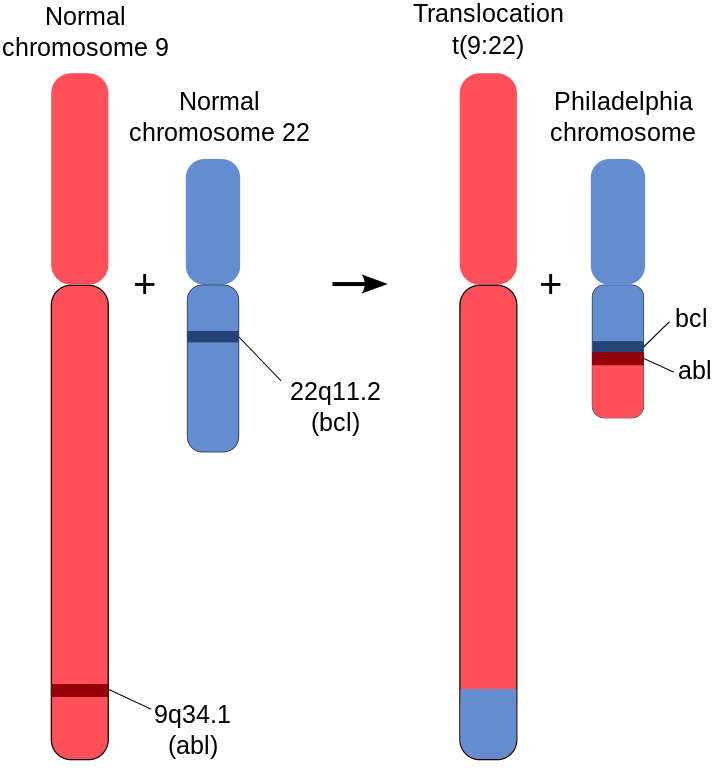 Normal
chromosome 9
Normal
chromosome 22
+
22q11.2
(bcl)
9q34.1
(abl)
Translocation
t(9:22)
Philadelphia
chromosome
+
bcl
abl